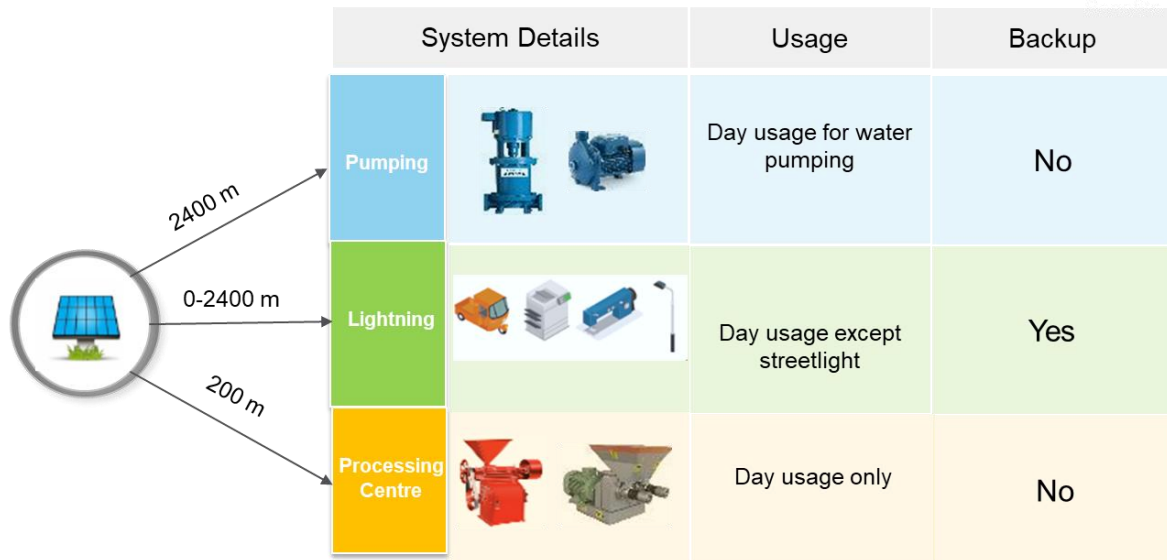 System Details
Usage
Backup
2400 m
Pumping
Day usage for water
pumping
No
0-2400 m
Lightning
Day usage except
streetlight
Yes
200 m
Processing
Centre
Day usage only
No